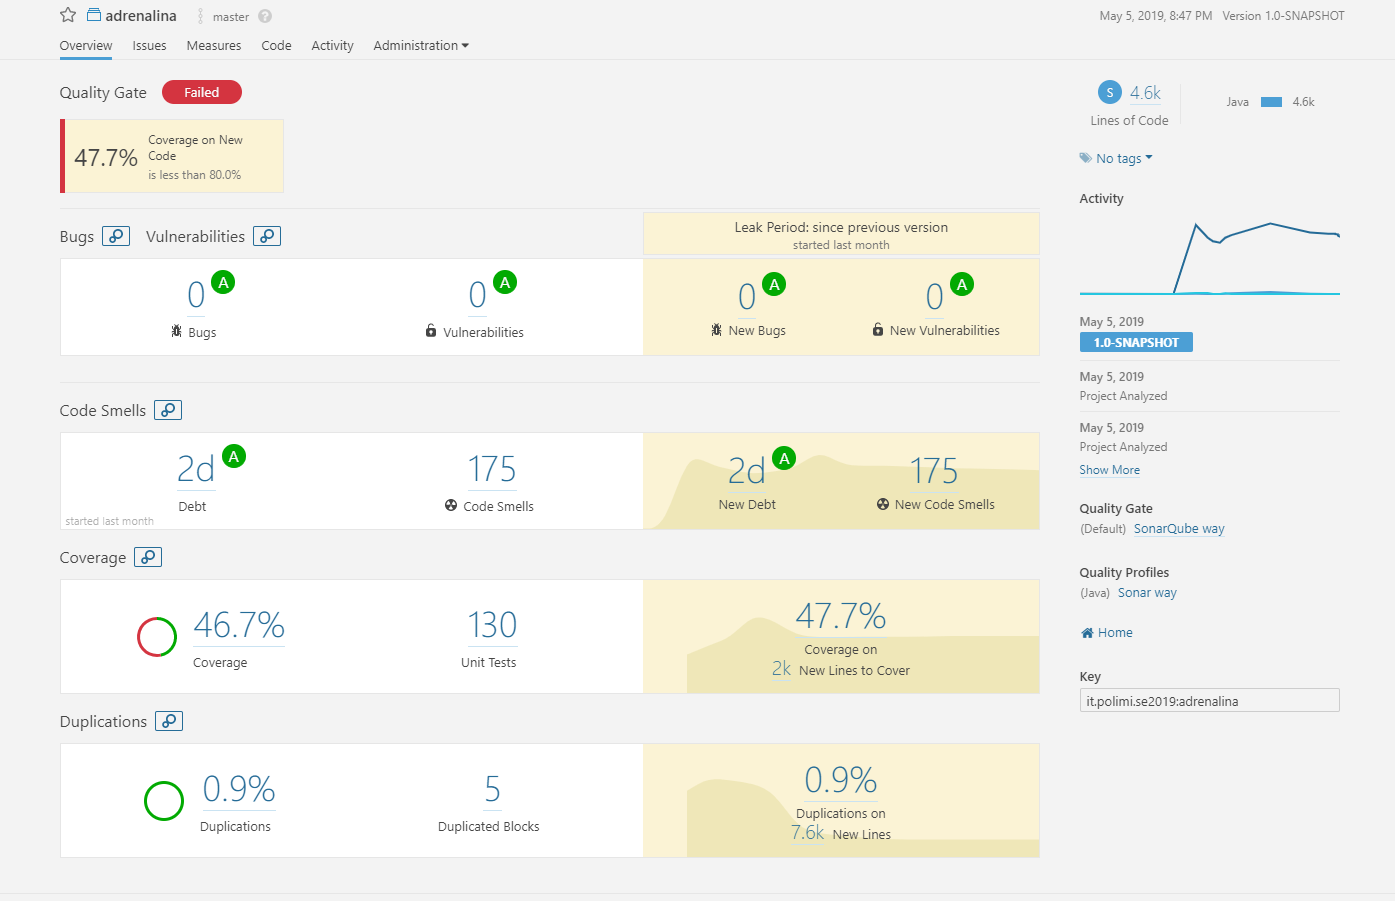 adrenalina master ?
May 5, 2019, 8:47 PM Version 1.0-SNAPSHOT
Overview Issues Measures Code Activity Administration
Quality Gate Failed
47.7%
Coverage on New
Code
is less than 80.0%
Bugs Vulnerabilities
Leak Period: since previous version
started last month
0 A
Bugs
0 A
Vulnerabilities
0 A
New Bugs
0 A
New Vulnerabilities
Code Smells
2d A
Debt
started last month
175
Code Smells
2d A
New Debt
175
New Code Smells
Coverage
46.7%
Coverage
130
Unit Tests
47.7%
Coverage on
2k New Lines to Cover
Duplications
0.9%
Duplications
5
Duplicated Blocks
0.9%
Duplications on
7.6k New Lines
S 4.6k
Lines of Code
Java 4.6k
No tags
Activity
May 5, 2019
1.0-SNAPSHOT
May 5, 2019
Project Analyzed
May 5, 2019
Project Analyzed
Show More
Quality Gate
(Default) SonarQube way
Quality Profiles
(Java) Sonar way
Home
Key
it.polimi.se2019:adrenalina